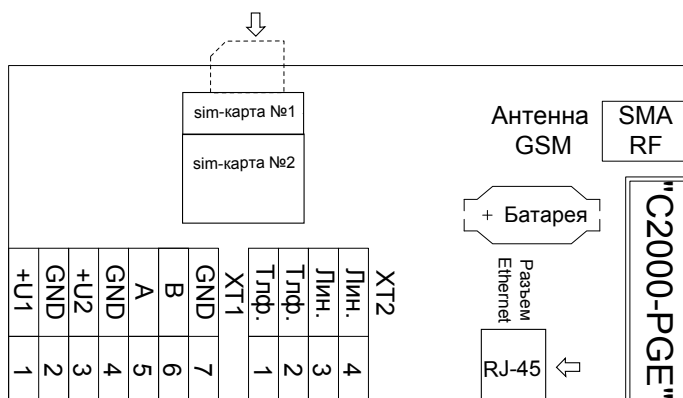 sim-карта №1
sim-карта №2
Антенна
GSM
SMA
RF
+ Батарея
"С2000-PGE"
Разъем
Ethernet
RJ-45
XT1
+U1 1
GND 2
+U2 3
GND 4
A 5
B 6
GND 7
XT2
Тлф. 1
Тлф. 2
Лин. 3
Лин. 4